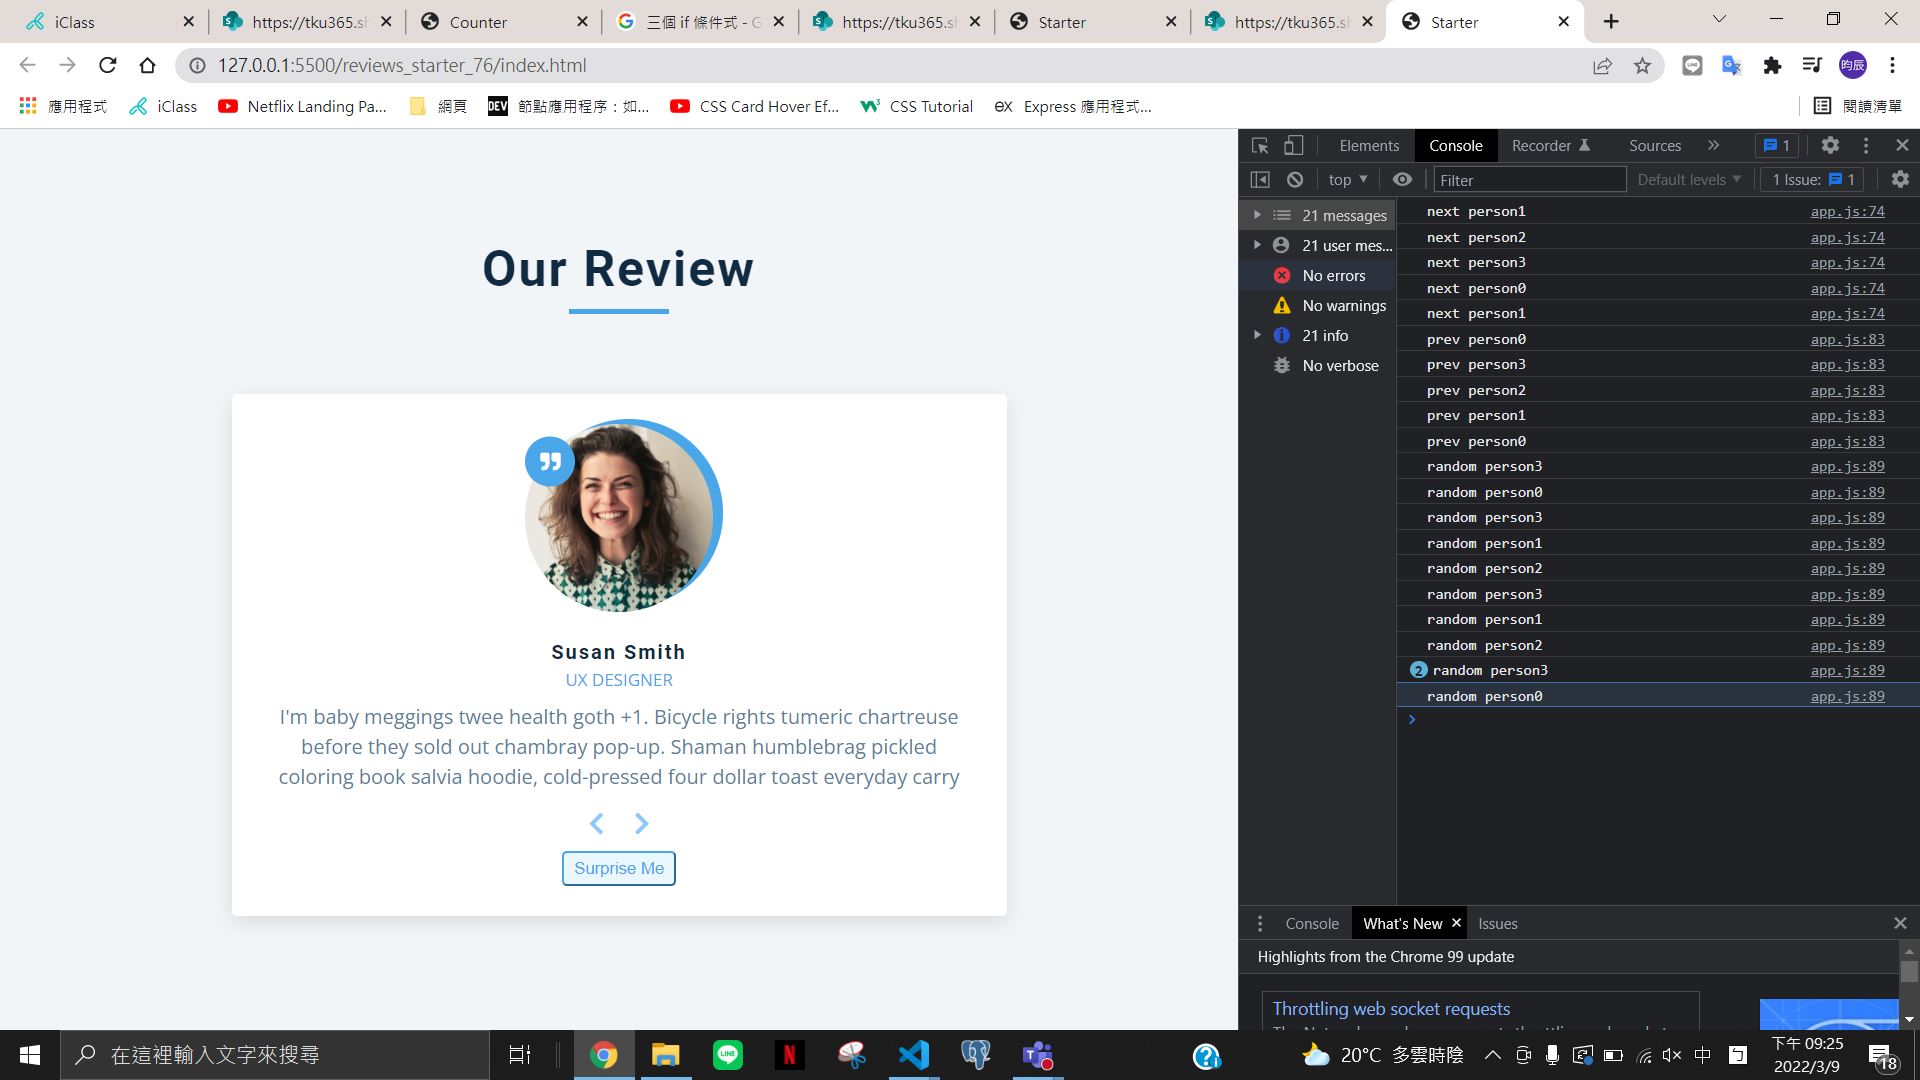 iClass
https://tku365.sh
Counter
三個 if 條件式 - G
https://tku365.sh
Starter
https://tku365.sh
Starter
127.0.0.1:5500/reviews_starter_76/index.html
昀辰
應用程式
iClass
Netflix Landing Pa...
網頁
DEV
節點應用程序：如...
CSS Card Hover Ef...
CSS Tutorial
ex
Express 應用程式...
閱讀清單
Elements
Console
Recorder
Sources
1
top
Filter
Default levels
1 Issue: 1
21 messages
21 user mes...
No errors
No warnings
21 info
No verbose
next person1 app.js:74
next person2 app.js:74
next person3 app.js:74
next person0 app.js:74
next person1 app.js:74
prev person0 app.js:83
prev person3 app.js:83
prev person2 app.js:83
prev person1 app.js:83
prev person0 app.js:83
random person3 app.js:89
random person0 app.js:89
random person3 app.js:89
random person1 app.js:89
random person2 app.js:89
random person3 app.js:89
random person1 app.js:89
random person2 app.js:89
2 random person3 app.js:89
random person0 app.js:89
Our Review
Susan Smith
UX DESIGNER
I'm baby meggings twee health goth +1. Bicycle rights tumeric chartreuse
before they sold out chambray pop-up. Shaman humblebrag pickled
coloring book salvia hoodie, cold-pressed four dollar toast everyday carry
Surprise Me
Console
What's New
Issues
Highlights from the Chrome 99 update
Throttling web socket requests
在這裡輸入文字來搜尋
LINE
N
20°C 多雲時陰
中
下午 09:25
2022/3/9
18